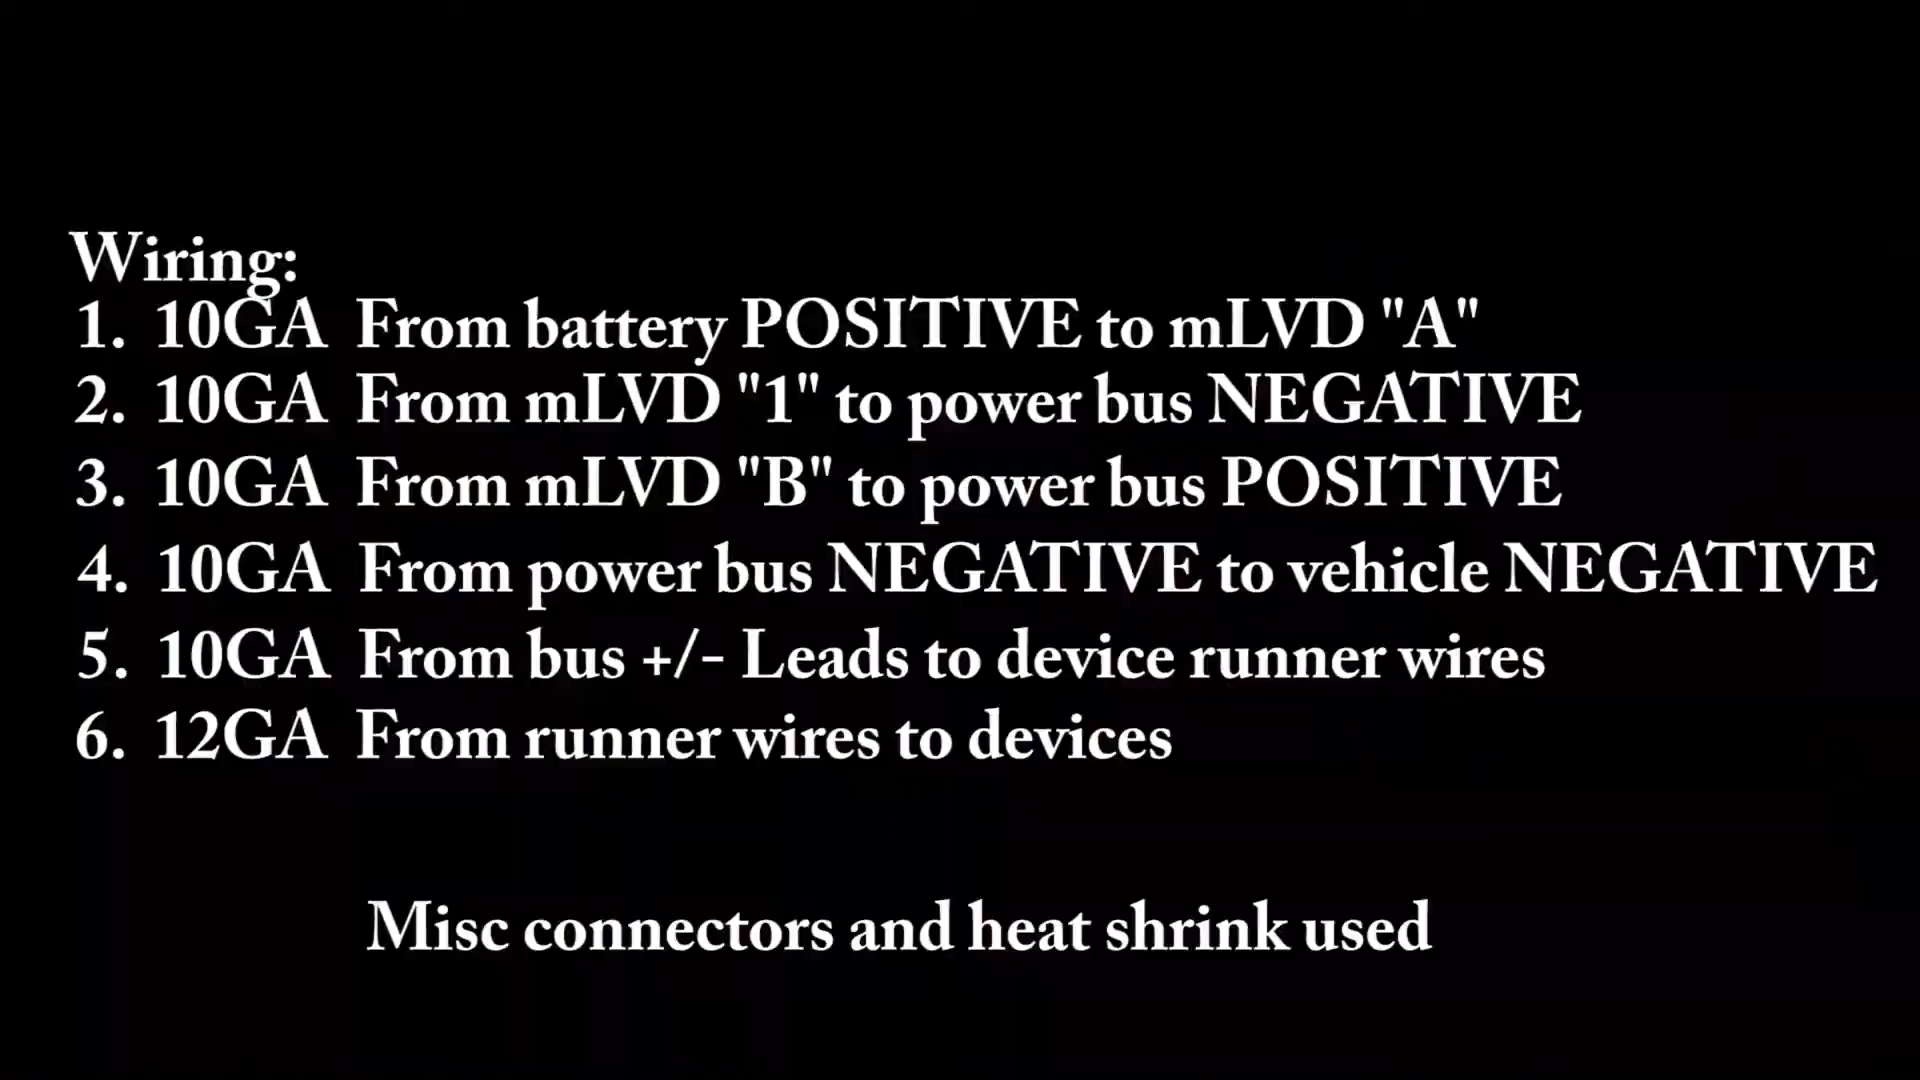 Wiring:
1. 10GA From battery POSITIVE to mLVD "A"
2. 10GA From mLVD "1" to power bus NEGATIVE
3. 10GA From mLVD "B" to power bus POSITIVE
4. 10GA From power bus NEGATIVE to vehicle NEGATIVE
5. 10GA From bus +/- Leads to device runner wires
6. 12GA From runner wires to devices
Misc connectors and heat shrink used